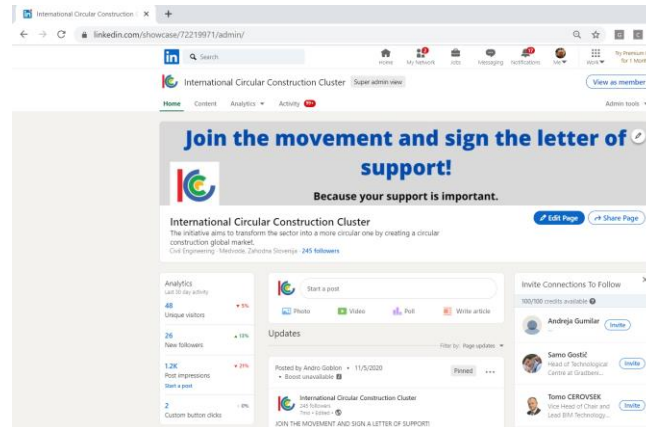 International Circular Construction
linkedin.com/showcase/72219971/admin/
in
Search
Home
My Network
Jobs
Messaging
Notifications
Me
Work
Try Premium
for 1 Month
International Circular Construction Cluster
Super admin view
View as member
Home
Content
Analytics
Activity
99+
Admin tools
Join the movement and sign the letter of
support!
Because your support is important.
International Circular Construction Cluster
The initiative aims to transform the sector into a more circular one by creating a circular
construction global market.
Civil Engineering · Medvode, Zahodna Slovenija · 245 followers
Edit Page
Share Page
Analytics
Last 30 day activity
48
Unique visitors
26
New followers
1.2K
Post impressions
Start a post
2
Custom button clicks
Start a post
Photo
Video
Poll
Write article
Updates
Filter by: Page updates
Posted by Andro Goblon • 11/5/2020
• Boost unavailable
Pinned
International Circular Construction Cluster
245 followers
7mo • Edited •
JOIN THE MOVEMENT AND SIGN A LETTER OF SUPPORT!
Invite Connections To Follow
100/100 credits available
Andreja Gumilar
Invite
Samo Gostič
Head of Technological
Centre at Gradbeni...
Invite
Tomo CEROVSEK
Vice Head of Chair and
Lead BIM Technology...
Invite